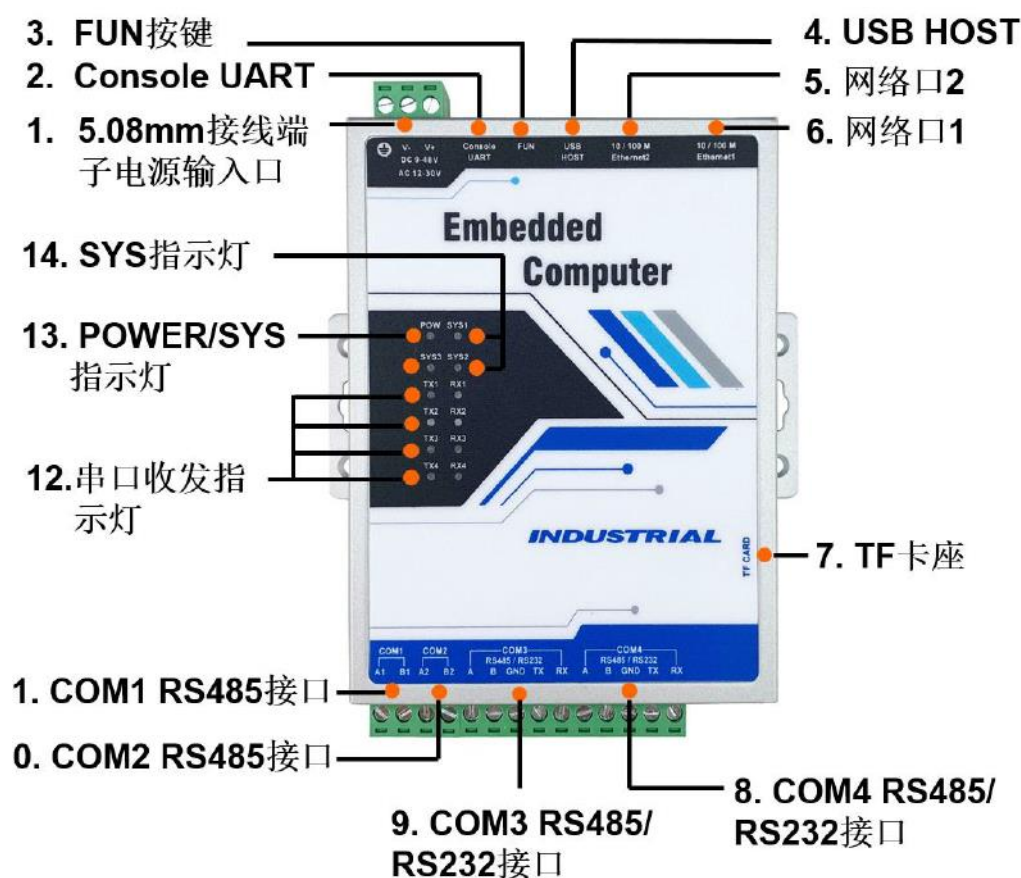 3. FUN按键
2. Console UART
1. 5.08mm接线端
子电源输入口
4. USB HOST
5. 网络口2
6. 网络口1
V- V+
DC 9-48V
AC 12-30V
Console
UART
FUN
USB
HOST
10 / 100 M
Ethernet2
10 / 100 M
Ethernet1
Embedded
Computer
14. SYS指示灯
13. POWER/SYS
指示灯
12.串口收发指
示灯
POW SYS1
SYS3 SYS2
TX1 RX1
TX2 RX2
TX3 RX3
TX4 RX4
INDUSTRIAL
TF CARD
7. TF卡座
COM1 COM2 COM3 COM4
RS485 / RS232 RS485 / RS232
A1 B1 A2 B2 A B GND TX RX A B GND TX RX
1. COM1 RS485接口
0. COM2 RS485接口
9. COM3 RS485/
RS232接口
8. COM4 RS485/
RS232接口